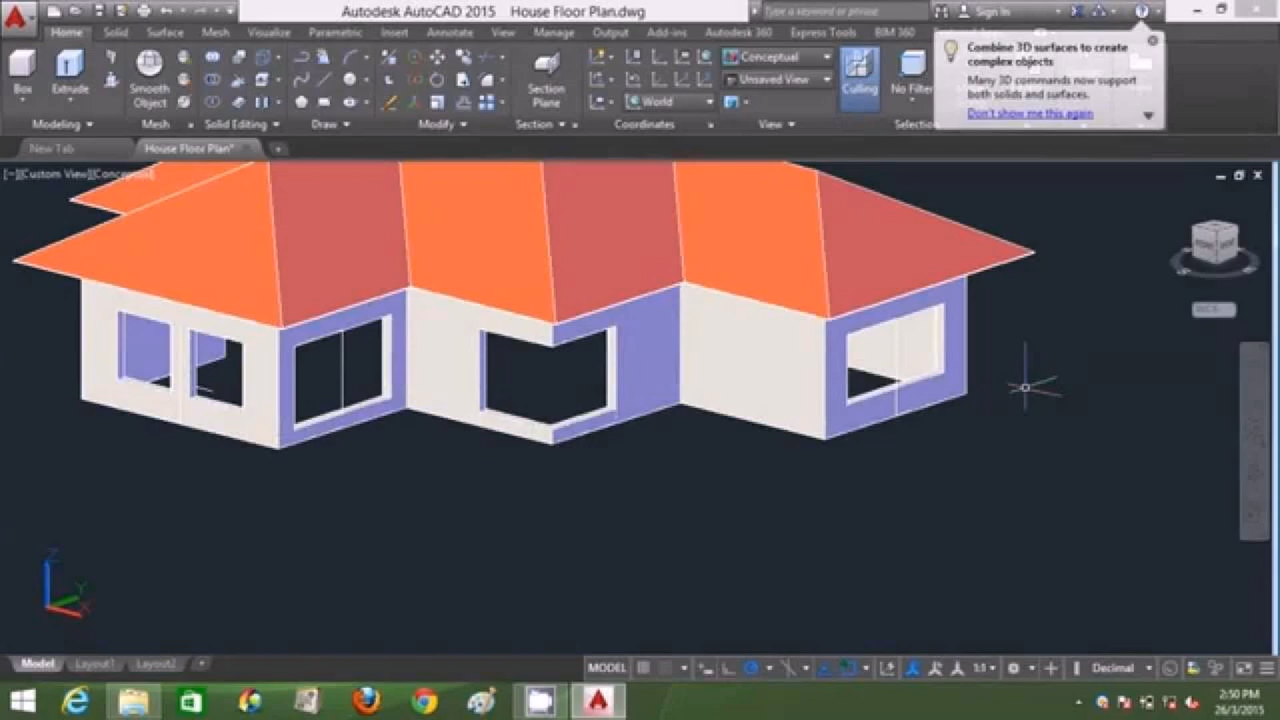 Autodesk AutoCAD 2015 House Floor Plan.dwg
Type a keyword or phrase
Sign In
Home Solid Surface Mesh Visualize Parametric Insert Annotate View Manage Output Add-ins Autodesk 360 Express Tools BIM 360
Combine 3D surfaces to create
complex objects
Many 3D commands now support
both solids and surfaces.
Don't show me this again
Conceptual
Unsaved View
World
Box Extrude Smooth
Object Section
Plane Culling No Filter
Modeling Mesh Solid Editing Draw Modify Section Coordinates View Selection
New Tab House Floor Plan*
[−][Custom View][Conceptual]
Z
Y
X
Model Layout1 Layout2 +
MODEL 1:1 Decimal
2:50 PM
26/3/2015